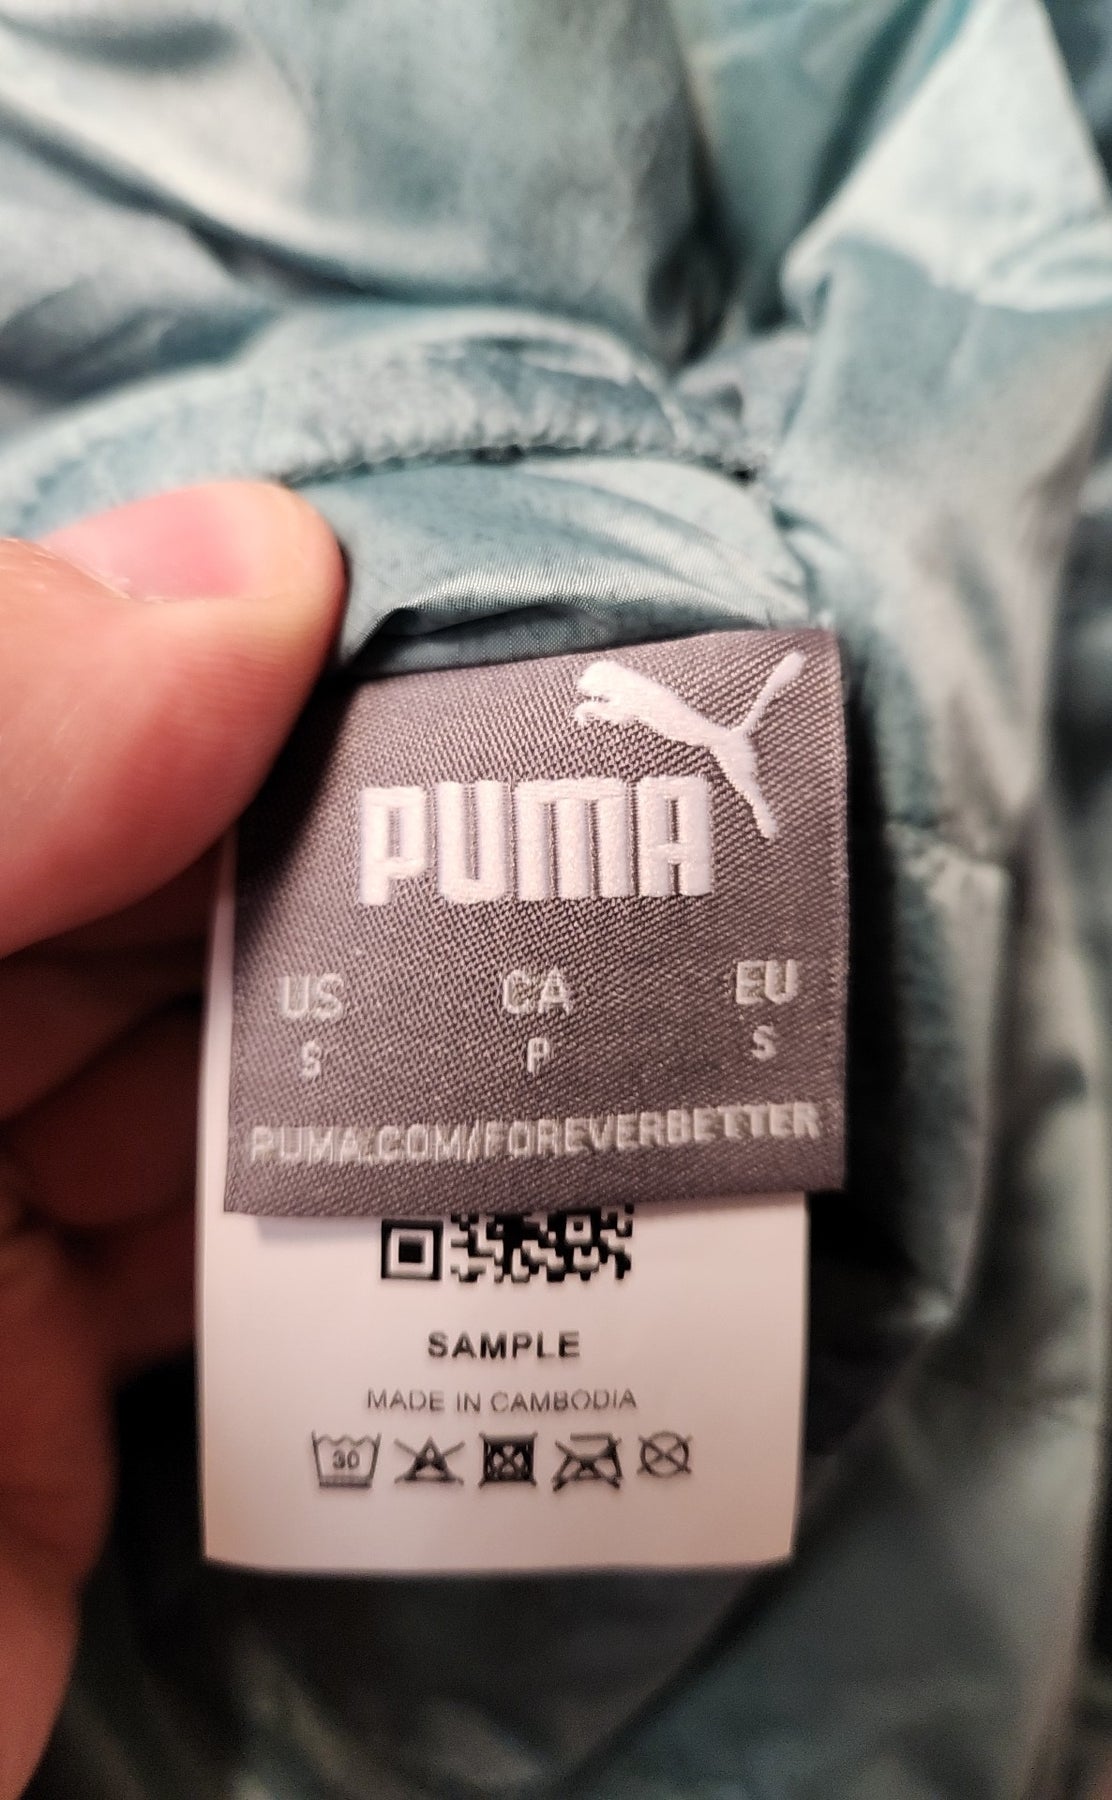 PUMA
US CA EU
S P S
PUMA.COM/FOREVERBETTER
SAMPLE
MADE IN CAMBODIA
30